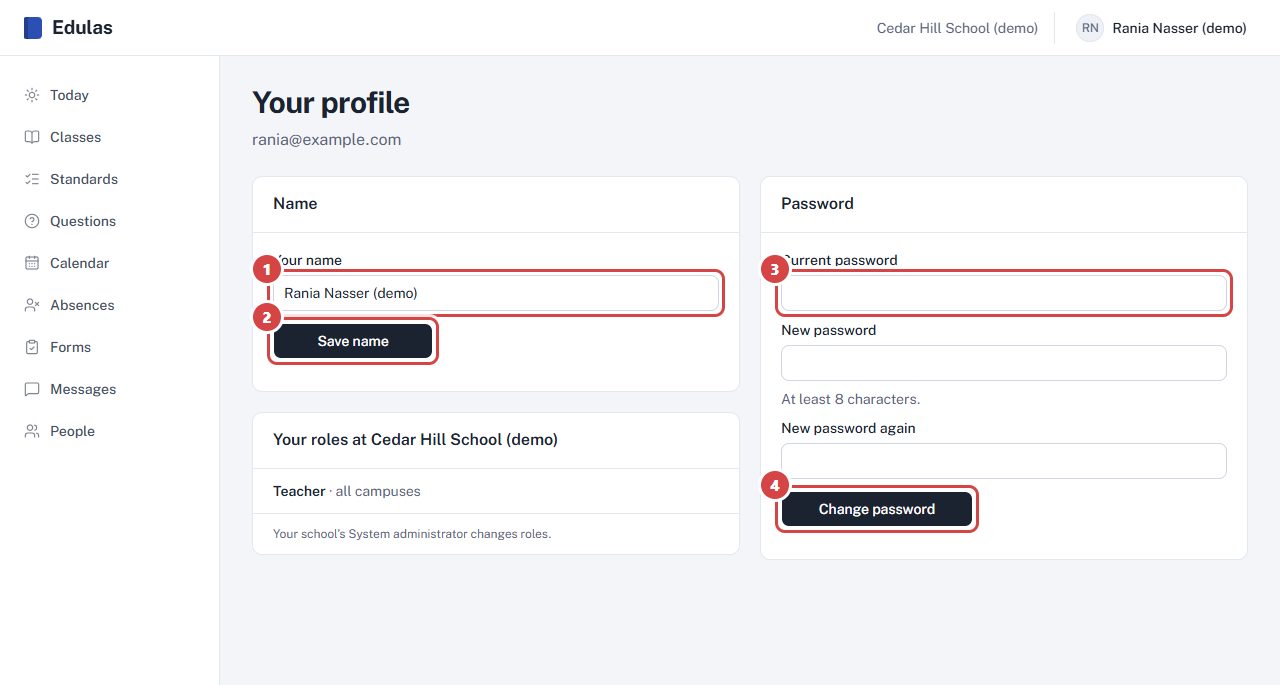 Edulas
Cedar Hill School (demo)
RN
Rania Nasser (demo)
Today
Classes
Standards
Questions
Calendar
Absences
Forms
Messages
People
Your profile
rania@example.com
Name
Your name
1
Rania Nasser (demo)
2
Save name
Your roles at Cedar Hill School (demo)
Teacher · all campuses
Your school's System administrator changes roles.
Password
Current password
3
New password
At least 8 characters.
New password again
4
Change password